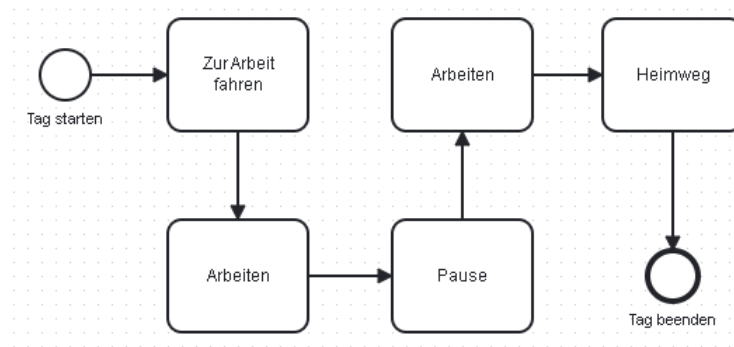 Tag starten
Zur Arbeit
fahren
Arbeiten
Pause
Arbeiten
Heimweg
Tag beenden